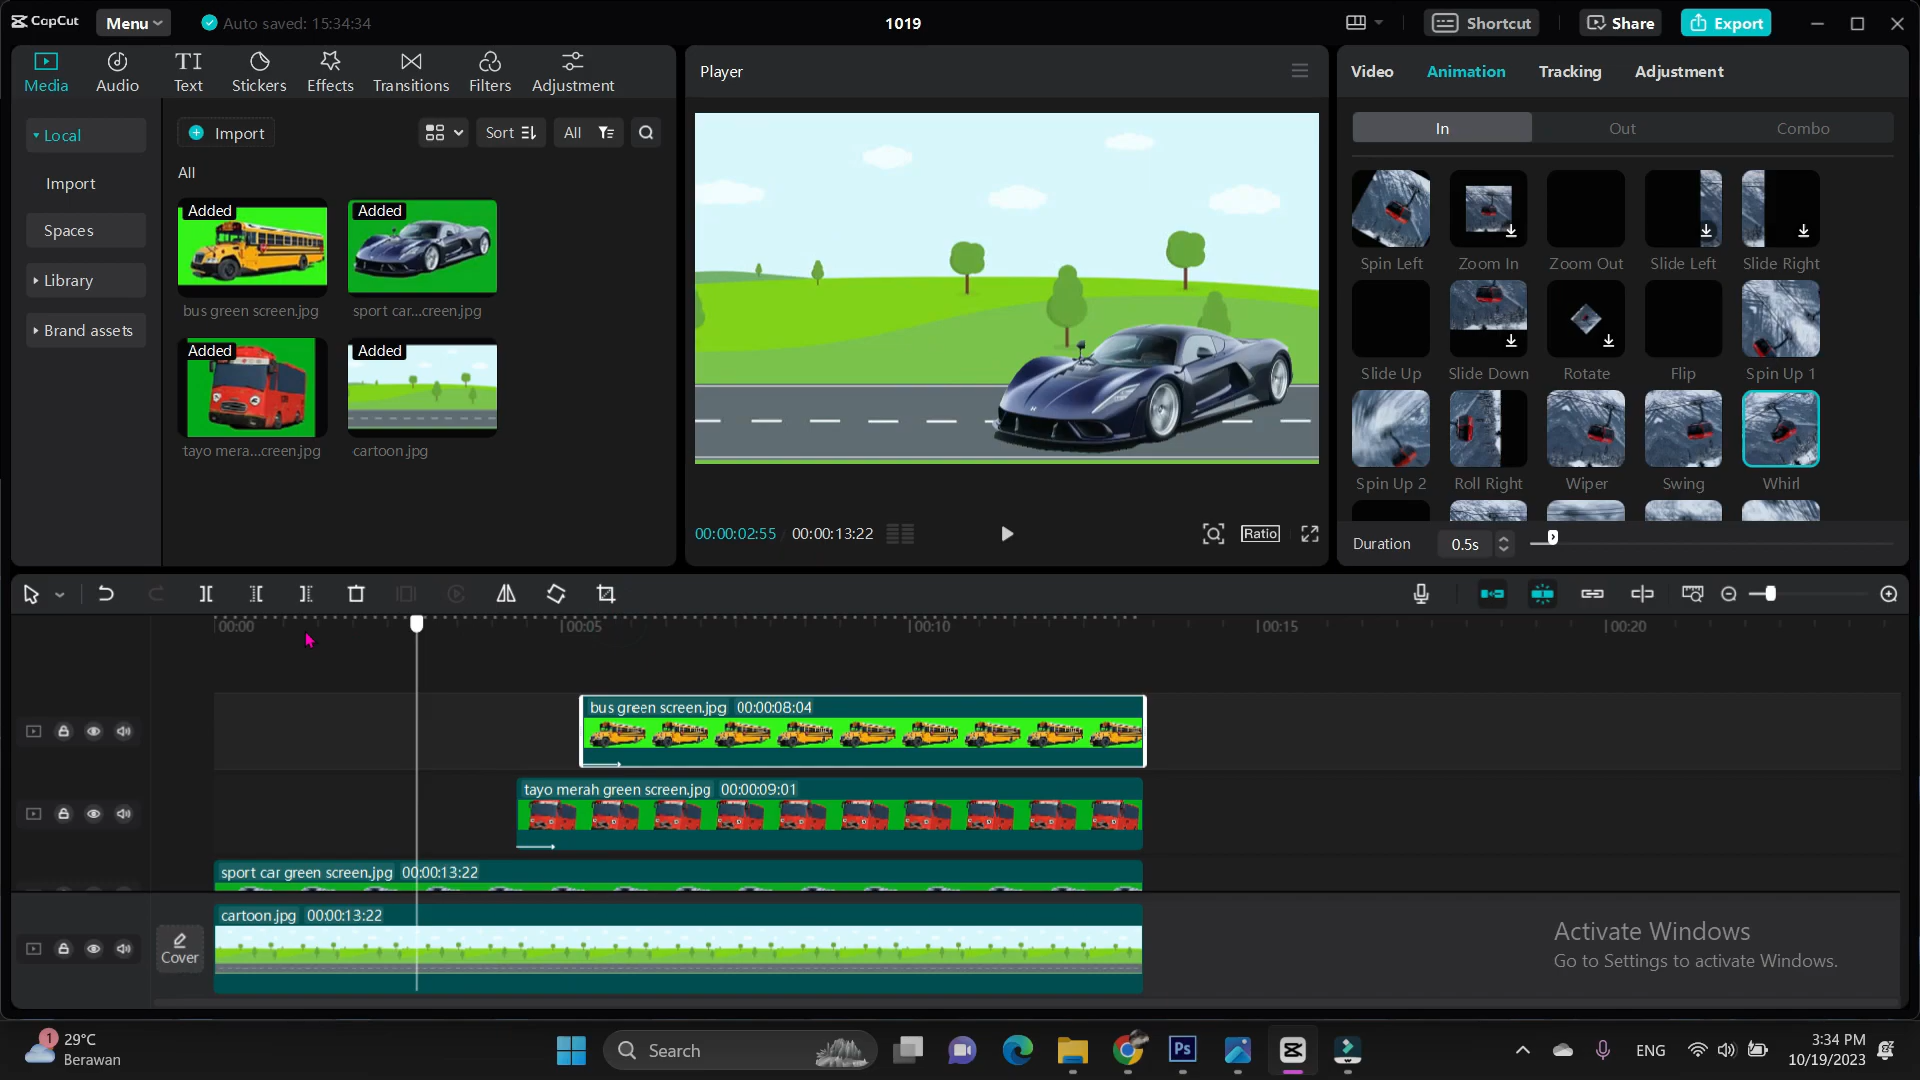 CapCut
Menu
Auto saved: 15:34:34
1019
Shortcut
Share
Export
Media
Audio
Text
Stickers
Effects
Transitions
Filters
Adjustment
Player
Video
Animation
Tracking
Adjustment
Local
Import
Spaces
Library
Brand assets
Import
Sort
All
All
Added
bus green screen.jpg
Added
sport car...creen.jpg
Added
tayo mera...creen.jpg
Added
cartoon.jpg
00:00:02:55
00:00:13:22
Ratio
In
Out
Combo
Spin Left
Zoom In
Zoom Out
Slide Left
Slide Right
Slide Up
Slide Down
Rotate
Flip
Spin Up 1
Spin Up 2
Roll Right
Wiper
Swing
Whirl
Duration
0.5s
00:00
00:05
00:10
00:15
00:20
bus green screen.jpg 00:00:08:04
tayo merah green screen.jpg 00:00:09:01
sport car green screen.jpg 00:00:13:22
cartoon.jpg 00:00:13:22
Cover
Activate Windows
Go to Settings to activate Windows.
1
29°C
Berawan
Search
Ps
ENG
3:34 PM
10/19/2023